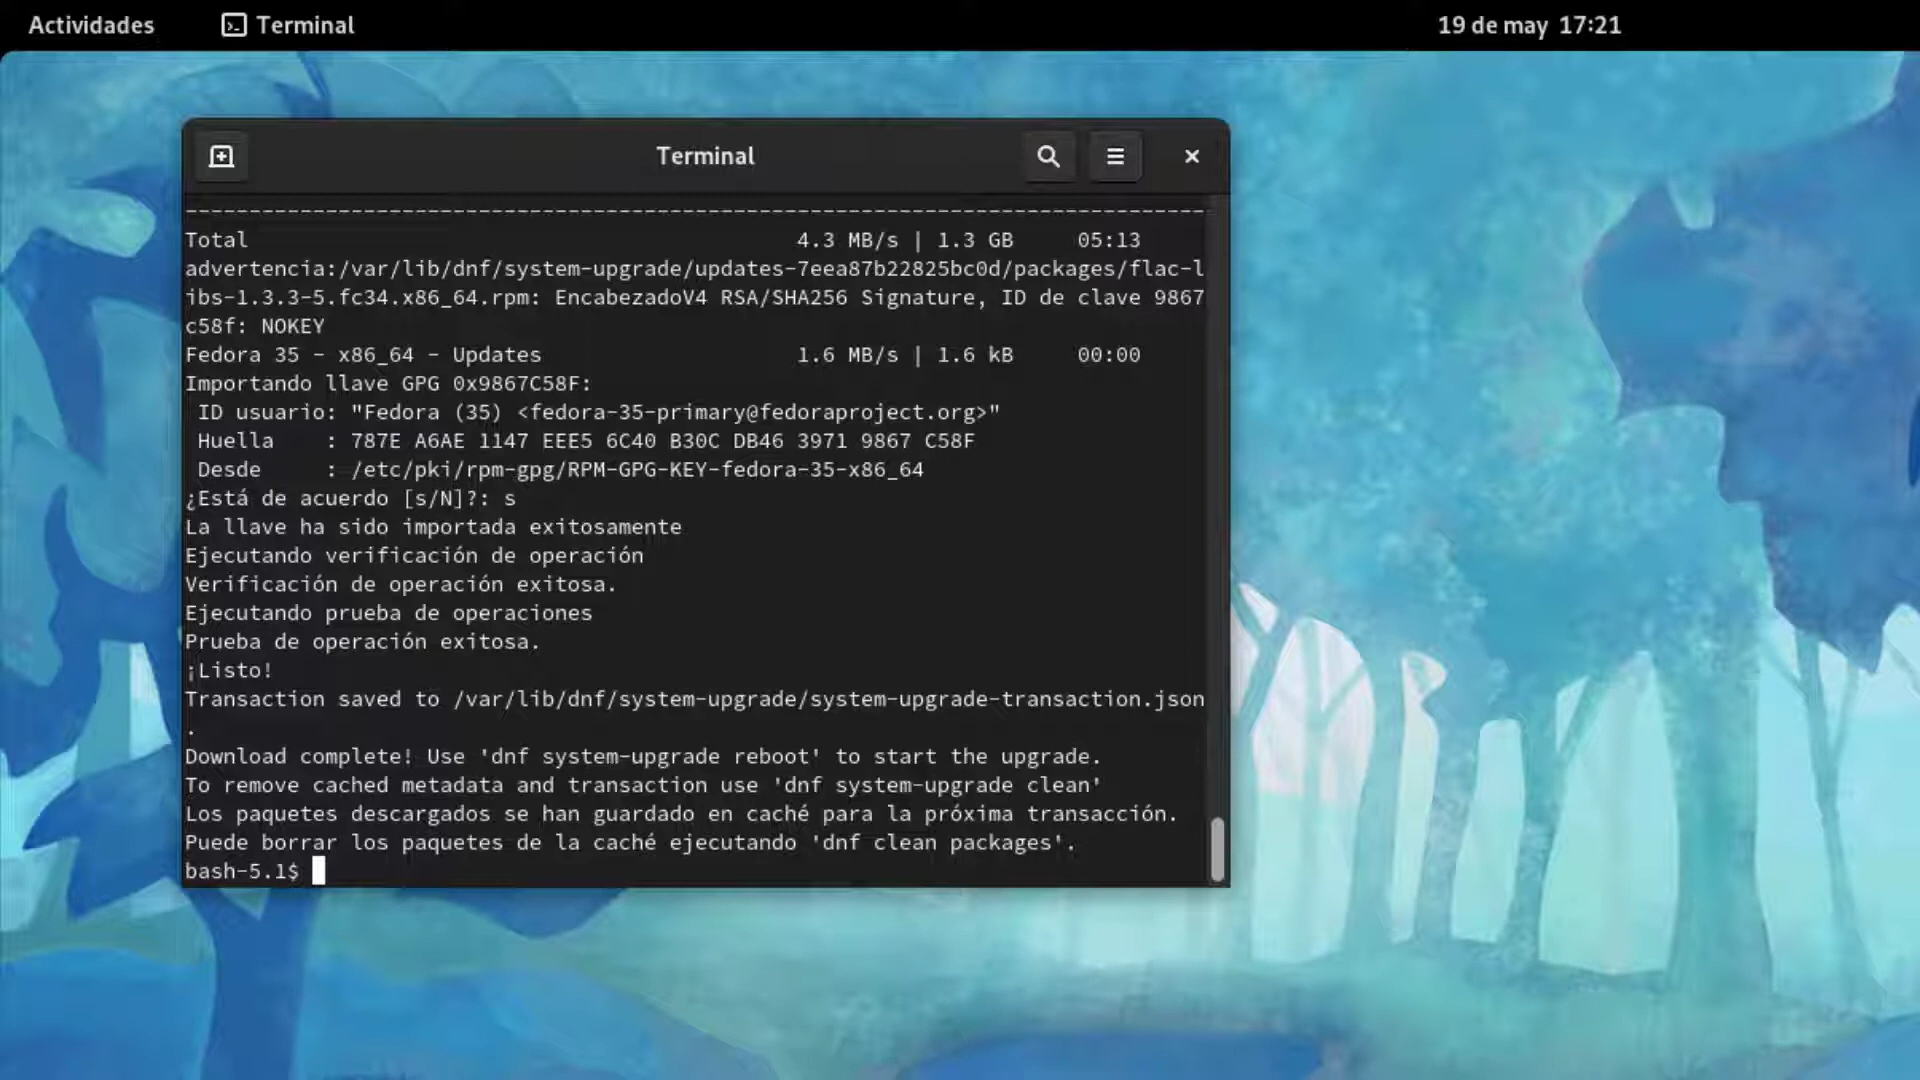 Actividades Terminal 19 de may 17:21
Terminal
--------------------------------------------------------------------------------
Total 4.3 MB/s | 1.3 GB 05:13
advertencia:/var/lib/dnf/system-upgrade/updates-7eea87b22825bc0d/packages/flac-l
ibs-1.3.3-5.fc34.x86_64.rpm: EncabezadoV4 RSA/SHA256 Signature, ID de clave 9867
c58f: NOKEY
Fedora 35 - x86_64 - Updates 1.6 MB/s | 1.6 kB 00:00
Importando llave GPG 0x9867C58F:
ID usuario: "Fedora (35) <fedora-35-primary@fedoraproject.org>"
Huella : 787E A6AE 1147 EEE5 6C40 B30C DB46 3971 9867 C58F
Desde : /etc/pki/rpm-gpg/RPM-GPG-KEY-fedora-35-x86_64
¿Está de acuerdo [s/N]?: s
La llave ha sido importada exitosamente
Ejecutando verificación de operación
Verificación de operación exitosa.
Ejecutando prueba de operaciones
Prueba de operación exitosa.
¡Listo!
Transaction saved to /var/lib/dnf/system-upgrade/system-upgrade-transaction.json
.
Download complete! Use 'dnf system-upgrade reboot' to start the upgrade.
To remove cached metadata and transaction use 'dnf system-upgrade clean'
Los paquetes descargados se han guardado en caché para la próxima transacción.
Puede borrar los paquetes de la caché ejecutando 'dnf clean packages'.
bash-5.1$